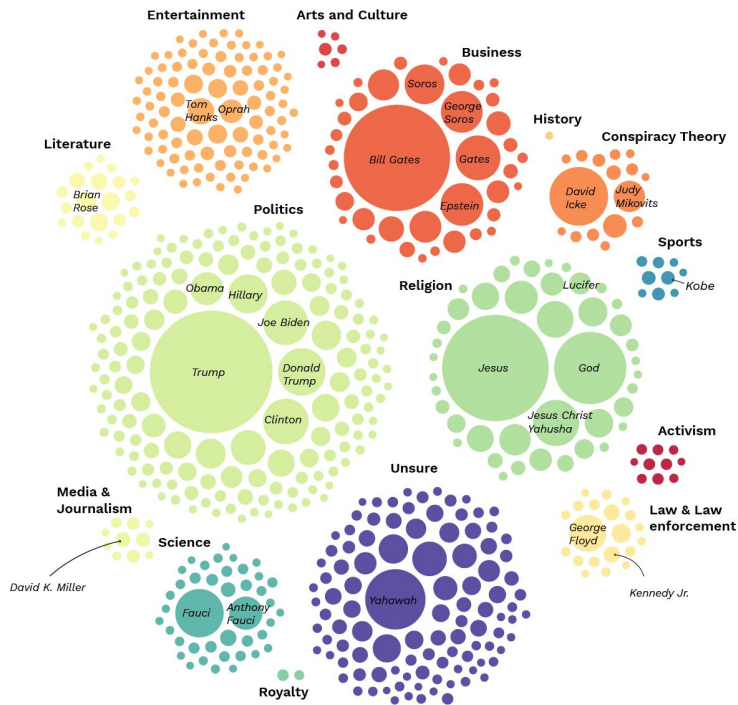 Entertainment
Arts and Culture
Business
Soros
George
Soros
Tom
Hanks
Oprah
History
Literature
Conspiracy Theory
Bill Gates
Gates
Brian
Rose
David
Icke
Judy
Mikovits
Epstein
Politics
Sports
Obama
Hillary
Religion
Lucifer
Kobe
Joe Biden
Trump
Donald
Trump
Jesus
God
Clinton
Jesus Christ
Yahusha
Activism
Unsure
Media &
Journalism
Law & Law
enforcement
George
Floyd
Science
David K. Miller
Kennedy Jr.
Fauci
Anthony
Fauci
Yahawah
Royalty